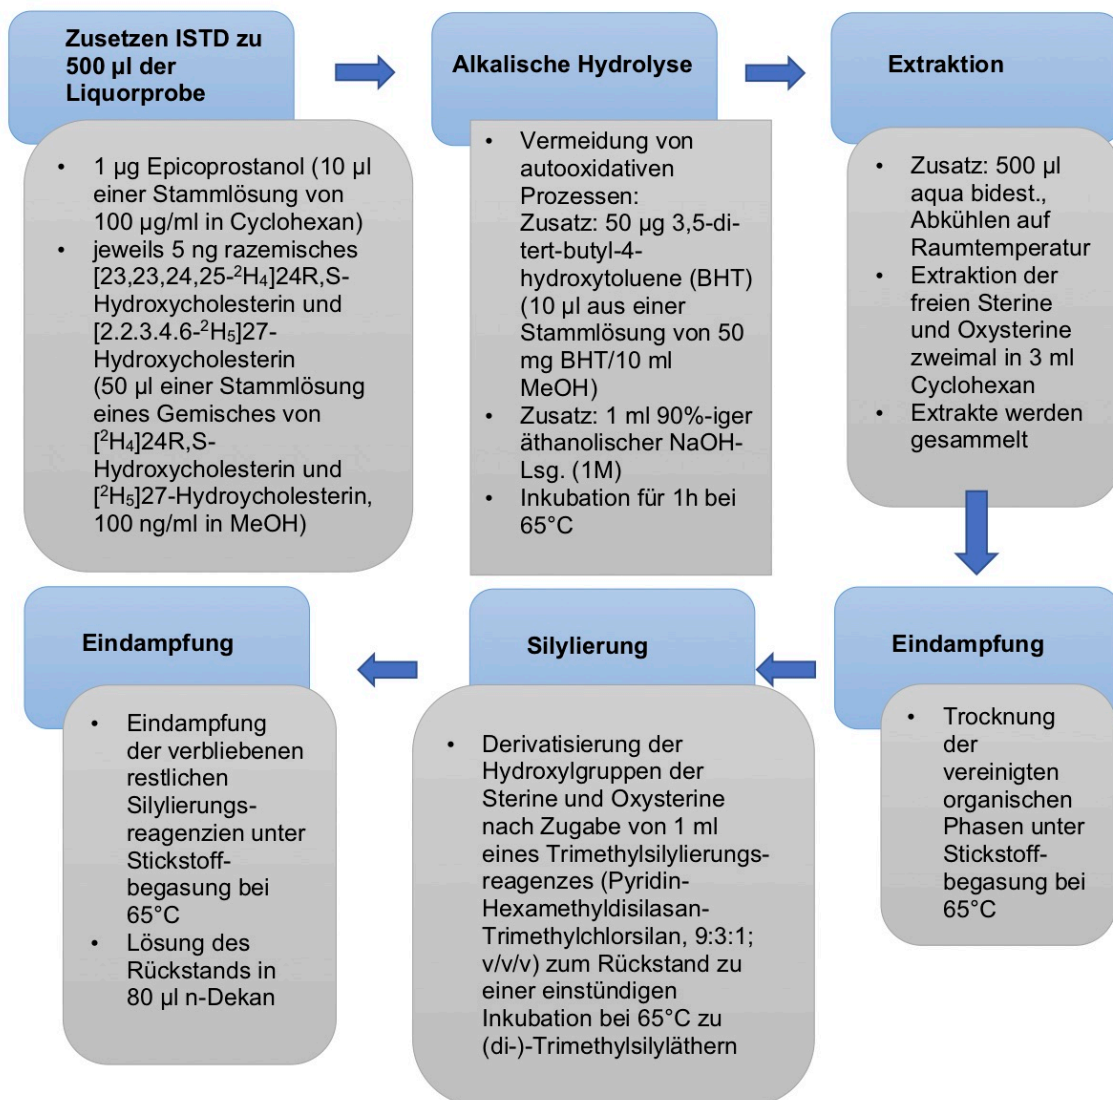 Zusetzen ISTD zu
500 µl der
Liquorprobe
• 1 µg Epicoprostanol (10 µl
einer Stammlösung von
100 µg/ml in Cyclohexan)
• jeweils 5 ng razemisches
[23,23,24,25-²H₄]24R,S-
Hydroxycholesterin und
[2.2.3.4.6-²H₅]27-
Hydroxycholesterin
(50 µl einer Stammlösung
eines Gemisches von
[²H₄]24R,S-
Hydroxycholesterin und
[²H₅]27-Hydroycholesterin,
100 ng/ml in MeOH)
Alkalische Hydrolyse
• Vermeidung von
autooxidativen
Prozessen:
Zusatz: 50 µg 3,5-di-
tert-butyl-4-
hydroxytoluene (BHT)
(10 µl aus einer
Stammlösung von 50
mg BHT/10 ml
MeOH)
• Zusatz: 1 ml 90%-iger
äthanolischer NaOH-
Lsg. (1M)
• Inkubation für 1h bei
65°C
Extraktion
• Zusatz: 500 µl
aqua bidest.,
Abkühlen auf
Raumtemperatur
• Extraktion der
freien Sterine
und Oxysterine
zweimal in 3 ml
Cyclohexan
• Extrakte werden
gesammelt
Eindampfung
• Trocknung
der
vereinigten
organischen
Phasen unter
Stickstoff-
begasung bei
65°C
Silylierung
• Derivatisierung der
Hydroxylgruppen der
Sterine und Oxysterine
nach Zugabe von 1 ml
eines Trimethylsilylierungs-
reagenzes (Pyridin-
Hexamethyldisilasan-
Trimethylchlorsilan, 9:3:1;
v/v/v) zum Rückstand zu
einer einstündigen
Inkubation bei 65°C zu
(di-)-Trimethylsilyläthern
Eindampfung
• Eindampfung
der verbliebenen
restlichen
Silylierungs-
reagenzien unter
Stickstoff-
begasung bei
65°C
• Lösung des
Rückstands in
80 µl n-Dekan